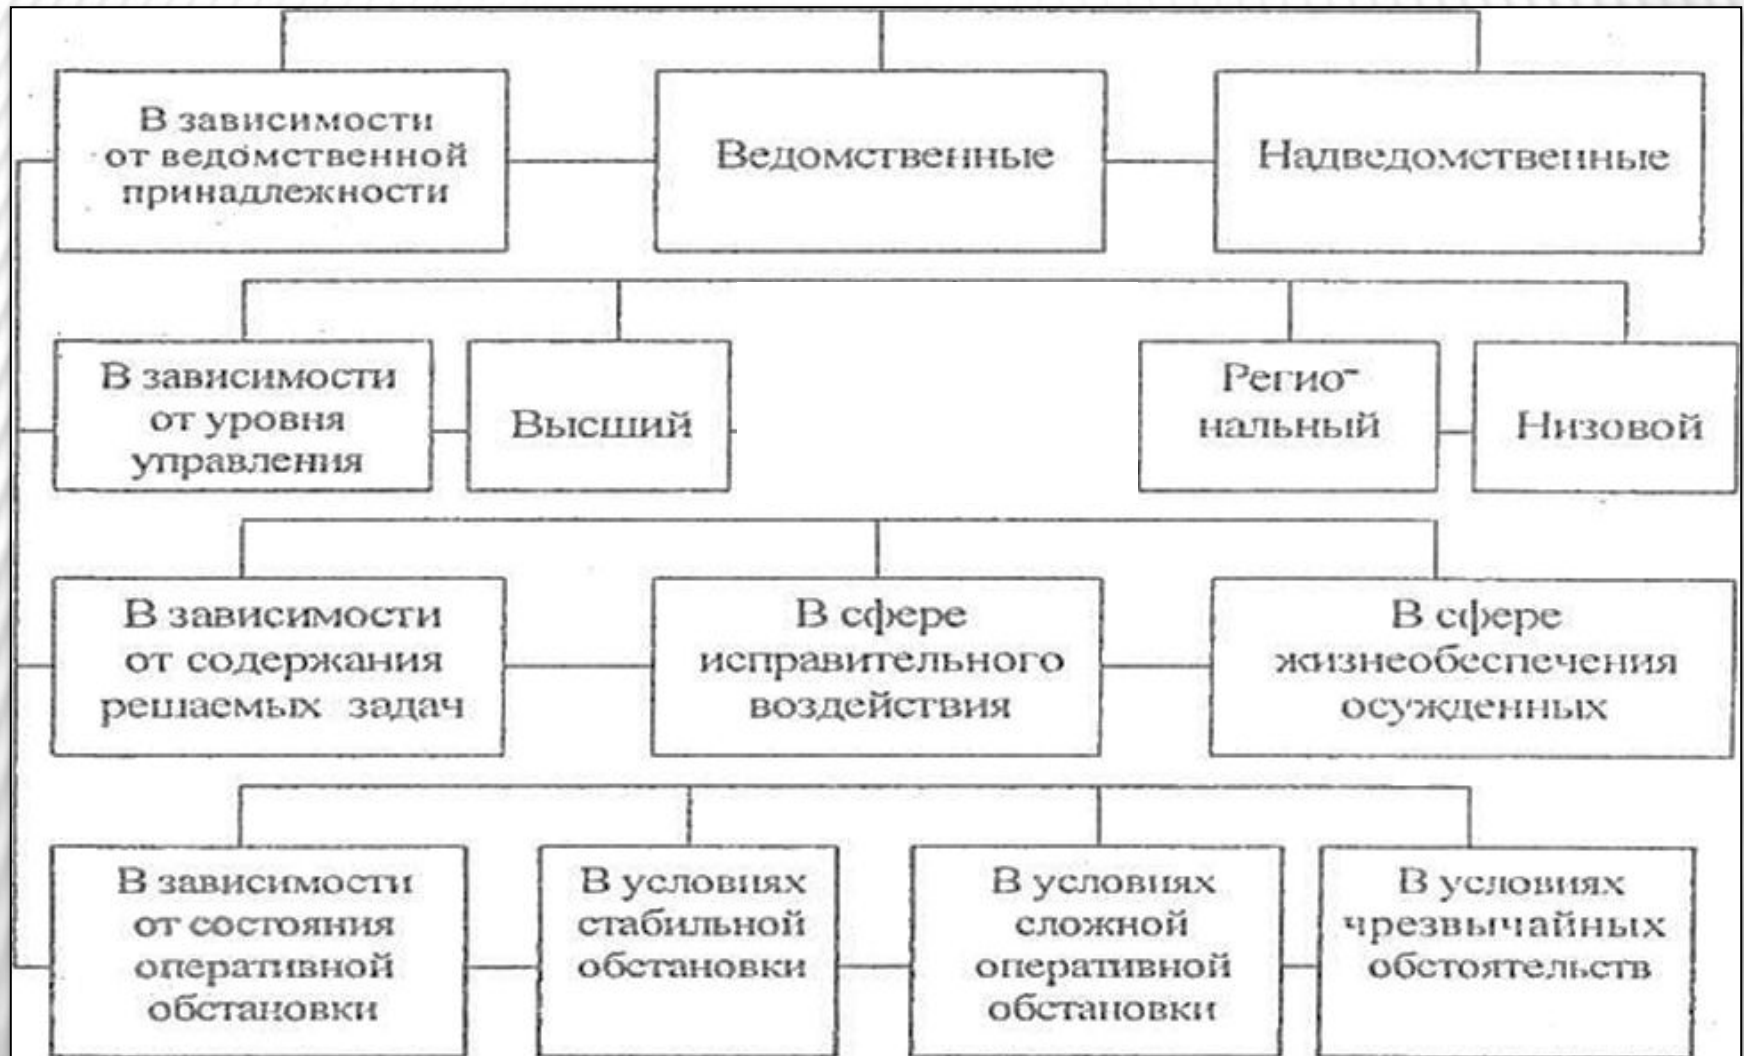 В зависимости
от ведомственной
принадлежности
Ведомственные
Надведомственные
В зависимости
от уровня
управления
Высший
Регио-
нальный
Низовой
В зависимости
от содержания
решаемых задач
В сфере
исправительного
воздействия
В сфере
жизнеобеспечения
осужденных
В зависимости
от состояния
оперативной
обстановки
В условиях
стабильной
обстановки
В условиях
сложной
оперативной
обстановки
В условиях
чрезвычайных
обстоятельств